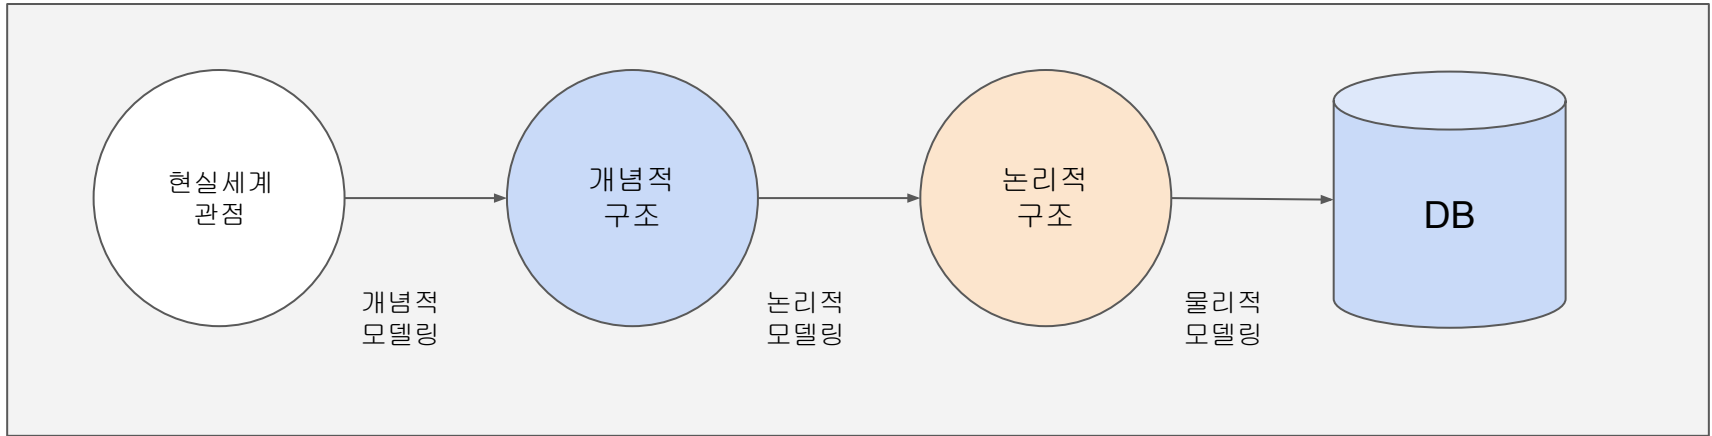 현실세계
관점
개념적
구조
논리적
구조
DB
개념적
모델링
논리적
모델링
물리적
모델링